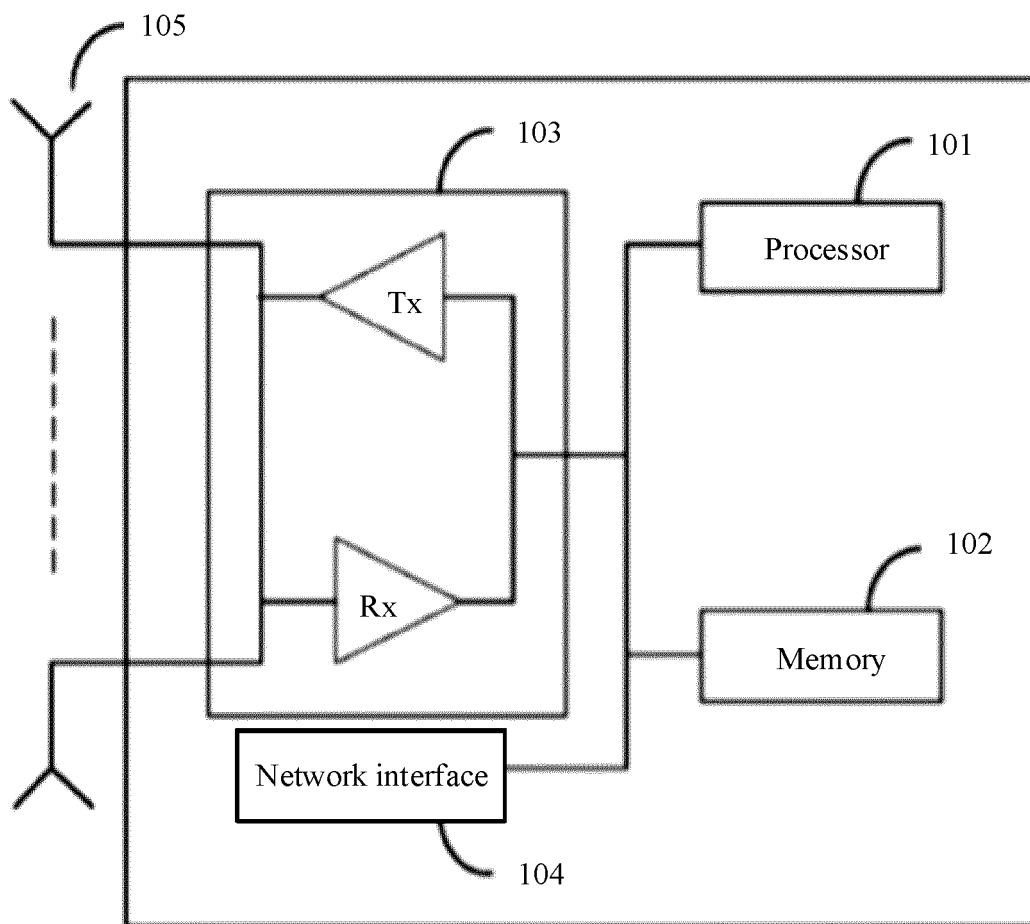 105
103
101
Processor
Tx
102
Rx
Memory
Network interface
104